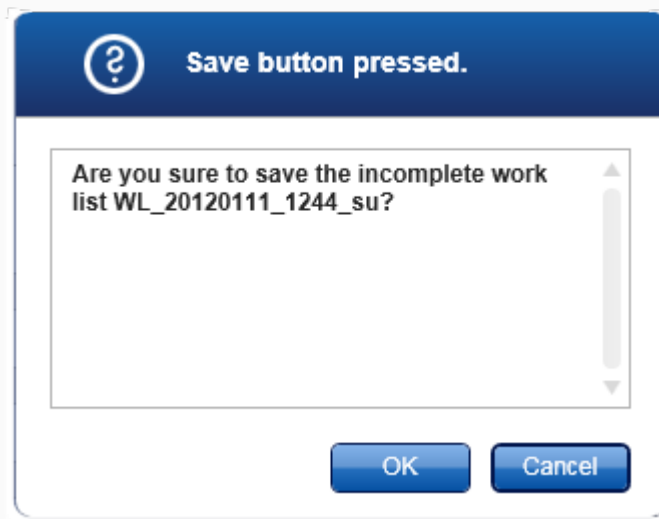 Save button pressed.
Are you sure to save the incomplete work
list WL_20120111_1244_su?
OK
Cancel